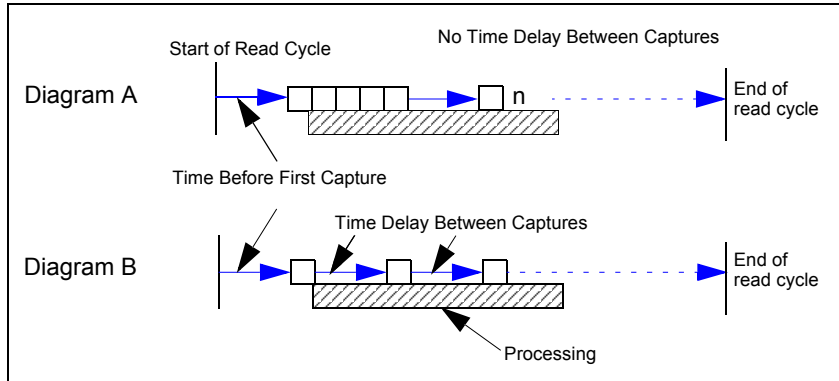 No Time Delay Between Captures
Start of Read Cycle
Diagram A
n
End of
read cycle
Time Before First Capture
Time Delay Between Captures
Diagram B
End of
read cycle
Processing